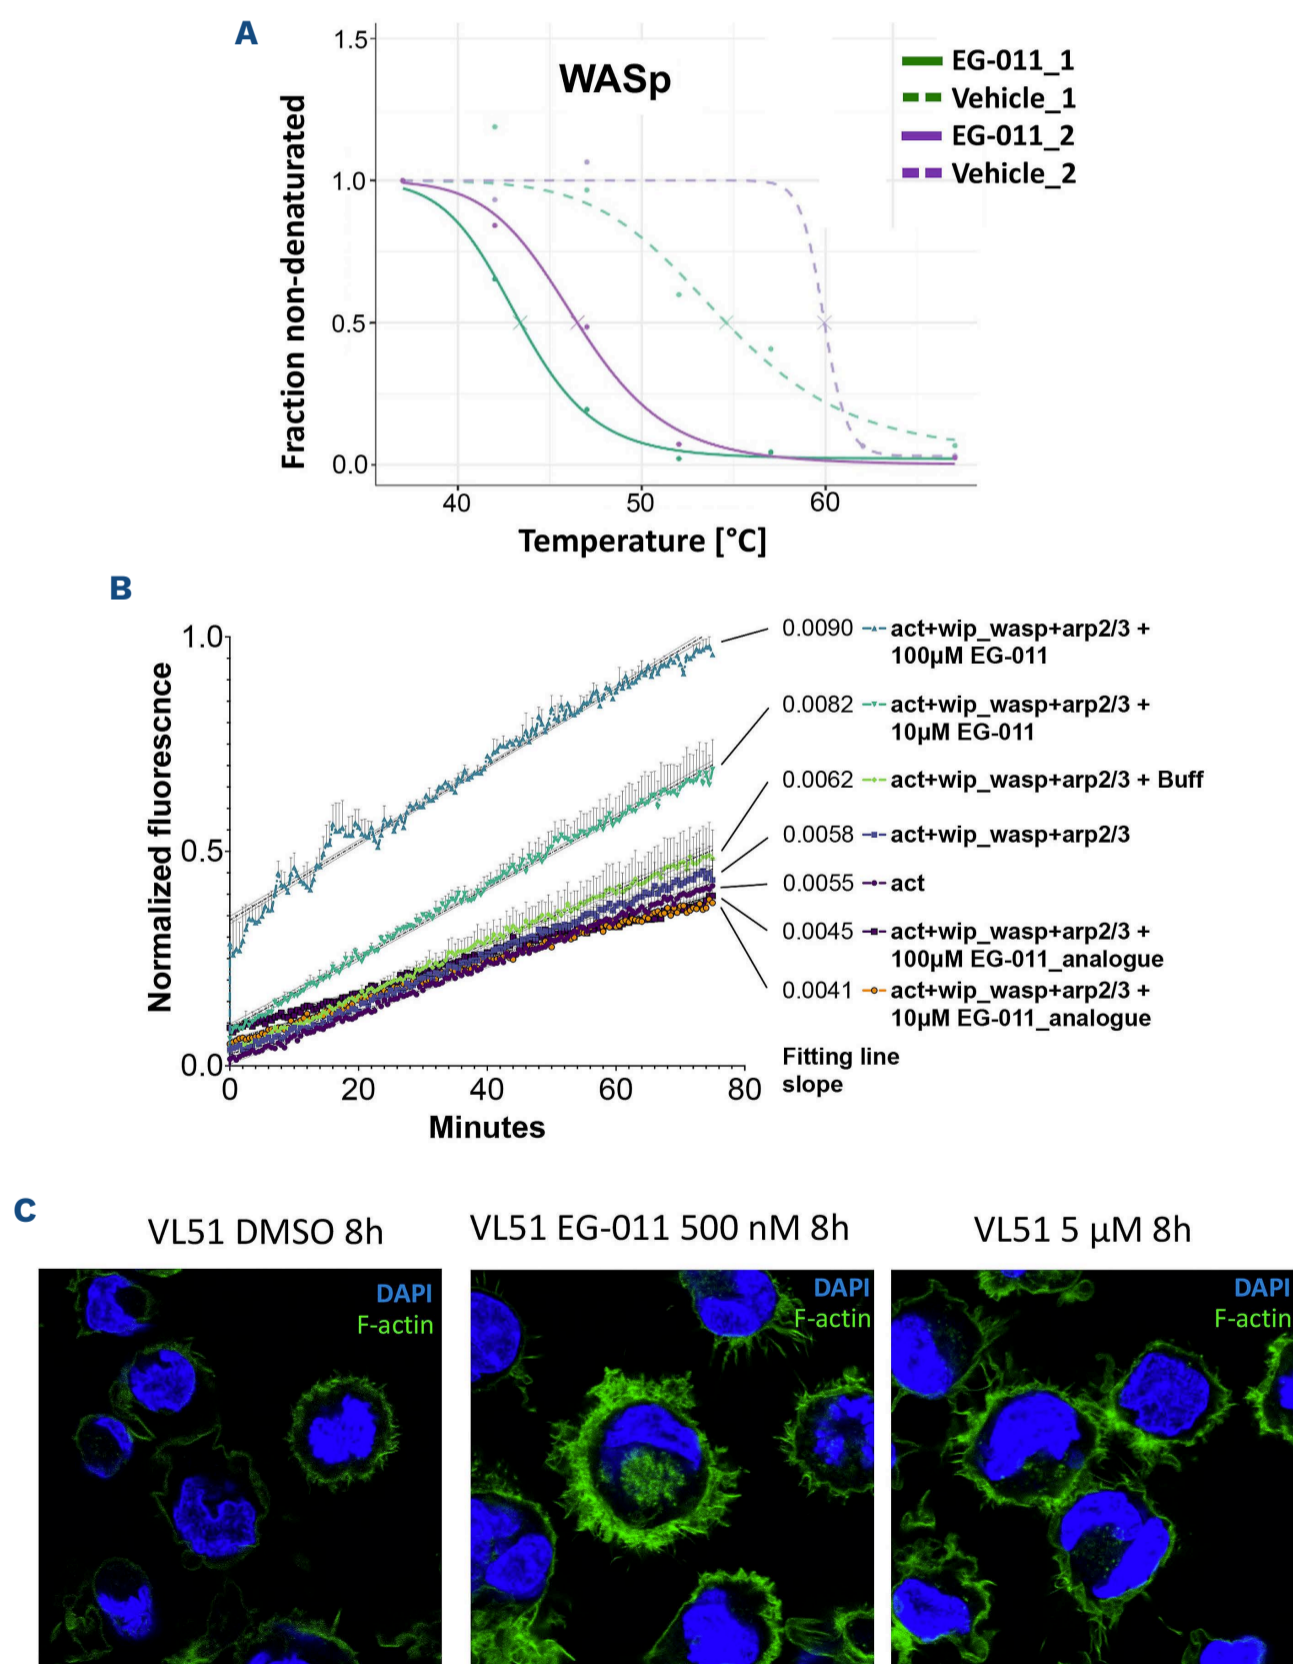 A
WASp
EG-011_1
Vehicle_1
EG-011_2
Vehicle_2
Fraction non-denaturated
1.5
1.0
0.5
0.0
40 50 60
Temperature [°C]
B
Normalized fluorescnce
1.0
0.5
0.0
0 20 40 60 80
Minutes
0.0090 act+wip_wasp+arp2/3 +
100µM EG-011
0.0082 act+wip_wasp+arp2/3 +
10µM EG-011
0.0062 act+wip_wasp+arp2/3 + Buff
0.0058 act+wip_wasp+arp2/3
0.0055 act
0.0045 act+wip_wasp+arp2/3 +
100µM EG-011_analogue
0.0041 act+wip_wasp+arp2/3 +
10µM EG-011_analogue
Fitting line
slope
C
VL51 DMSO 8h
DAPI
F-actin
VL51 EG-011 500 nM 8h
DAPI
F-actin
VL51 5 µM 8h
DAPI
F-actin